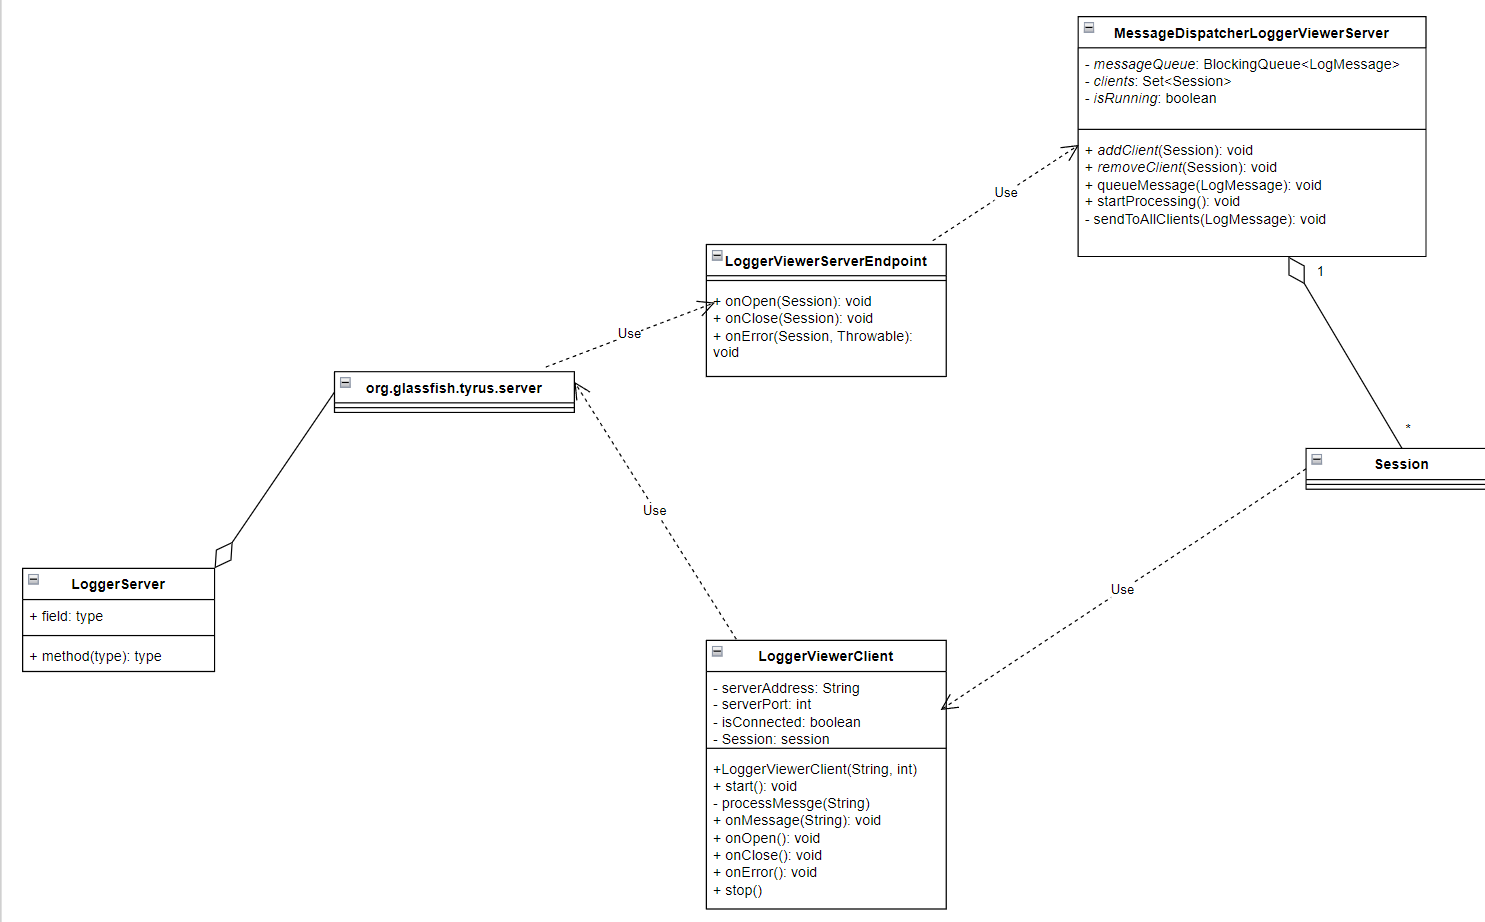 MessageDispatcherLoggerViewerServer
- messageQueue: BlockingQueue<LogMessage>
- clients: Set<Session>
- isRunning: boolean
+ addClient(Session): void
+ removeClient(Session): void
+ queueMessage(LogMessage): void
+ startProcessing(): void
- sendToAllClients(LogMessage): void
Use
LoggerViewerServerEndpoint
+ onOpen(Session): void
+ onClose(Session): void
+ onError(Session, Throwable):
void
1
Use
org.glassfish.tyrus.server
*
Session
Use
LoggerServer
+ field: type
+ method(type): type
Use
LoggerViewerClient
- serverAddress: String
- serverPort: int
- isConnected: boolean
- Session: session
+LoggerViewerClient(String, int)
+ start(): void
- processMessge(String)
+ onMessage(String): void
+ onOpen(): void
+ onClose(): void
+ onError(): void
+ stop()